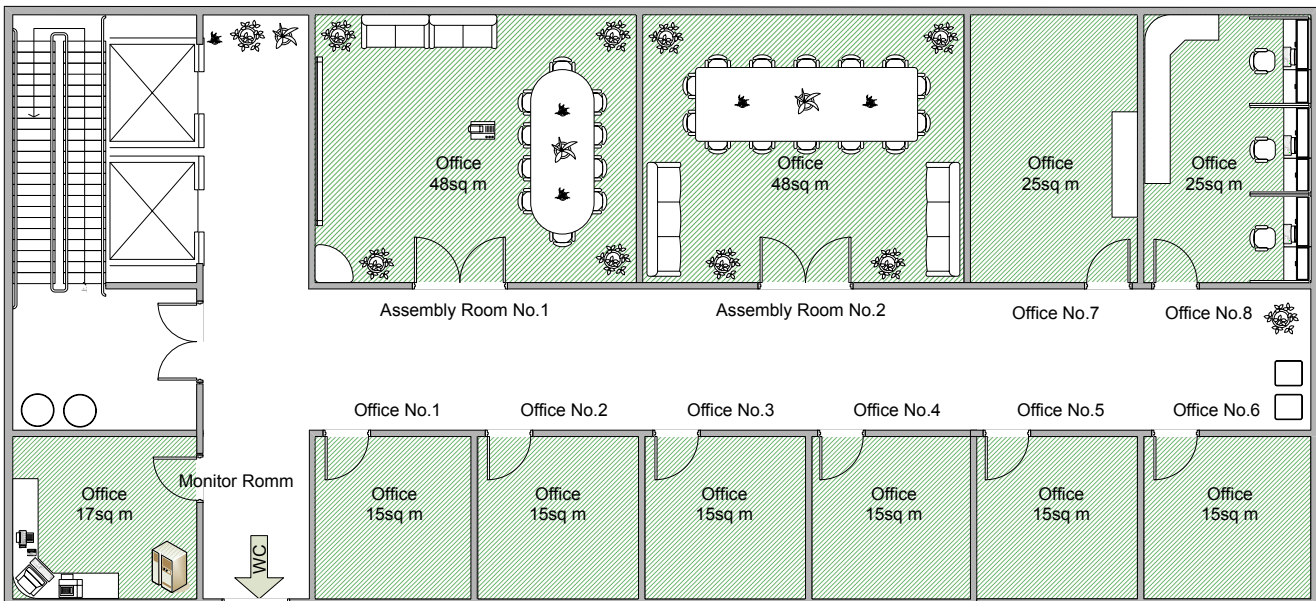 Office
48sq m
Office
48sq m
Office
25sq m
Office
25sq m
Assembly Room No.1
Assembly Room No.2
Office No.7
Office No.8
Office No.1
Office No.2
Office No.3
Office No.4
Office No.5
Office No.6
Monitor Romm
Office
17sq m
Office
15sq m
Office
15sq m
Office
15sq m
Office
15sq m
Office
15sq m
Office
15sq m
WC